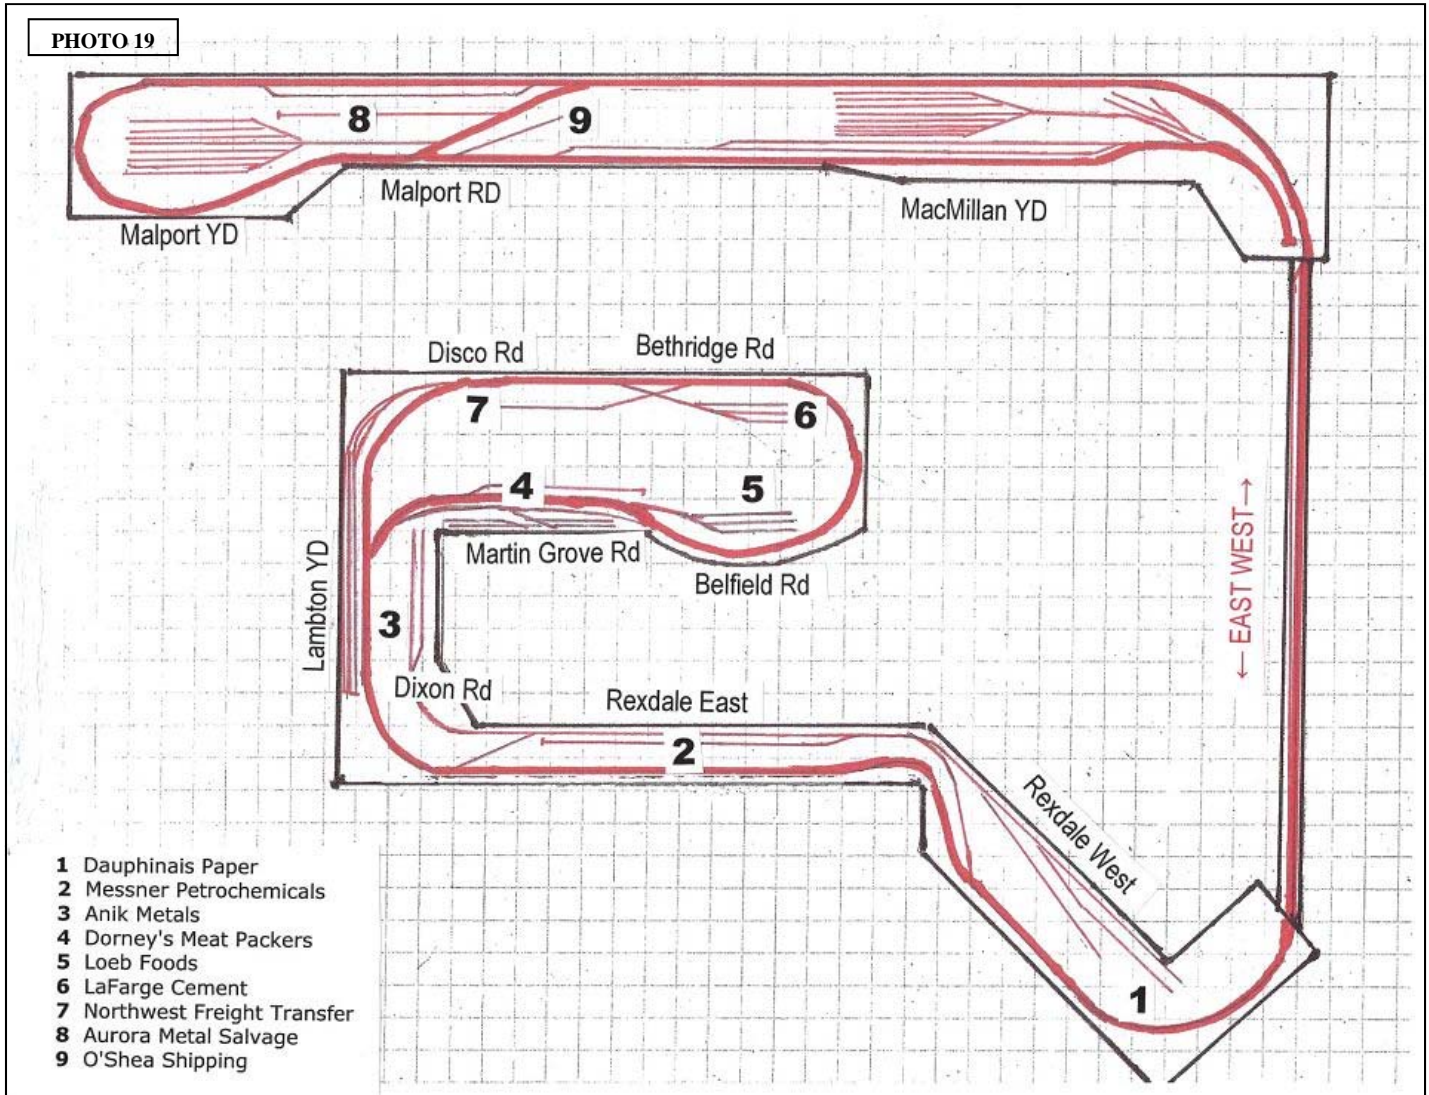 PHOTO 19
8
9
Malport RD
MacMillan YD
Malport YD
Disco Rd
Bethridge Rd
7
6
4
5
Martin Grove Rd
Belfield Rd
Lambton YD
3
← EAST WEST →
Dixon Rd
Rexdale East
2
Rexdale West
1
1 Dauphinais Paper
2 Messner Petrochemicals
3 Anik Metals
4 Dorney's Meat Packers
5 Loeb Foods
6 LaFarge Cement
7 Northwest Freight Transfer
8 Aurora Metal Salvage
9 O'Shea Shipping